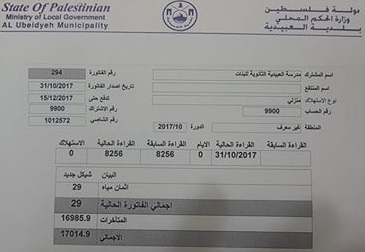 State Of Palestinian
دولة فلسطين
Ministry of Local Government
وزارة الحكم المحلي
AL Ubeidyeh Municipality
بلدية العبيدية
اسم المشترك مدرسة العبيدية الثانوية للبنات
رقم الفاتورة 294
اسم المنتفع
تاريخ اصدار الفاتورة 31/10/2017
نوع الاستهلاك منزلي
تدفع حتى 15/12/2017
رقم الحساب 9900
رقم الاشتراك 9900
المنطقة غير معرف الدورة 2017/10
رقم الشاصي 1012572
القراءة السابقة القراءة الحالية الايام القراءة السابقة القراءة الحالية الاستهلاك
31/10/2017 0 8256 8256 0
البيان شيكل جديد
اثمان مياه 29
اجمالي الفاتورة الحالية 29
المتأخرات 16985.9
الاجمالي 17014.9